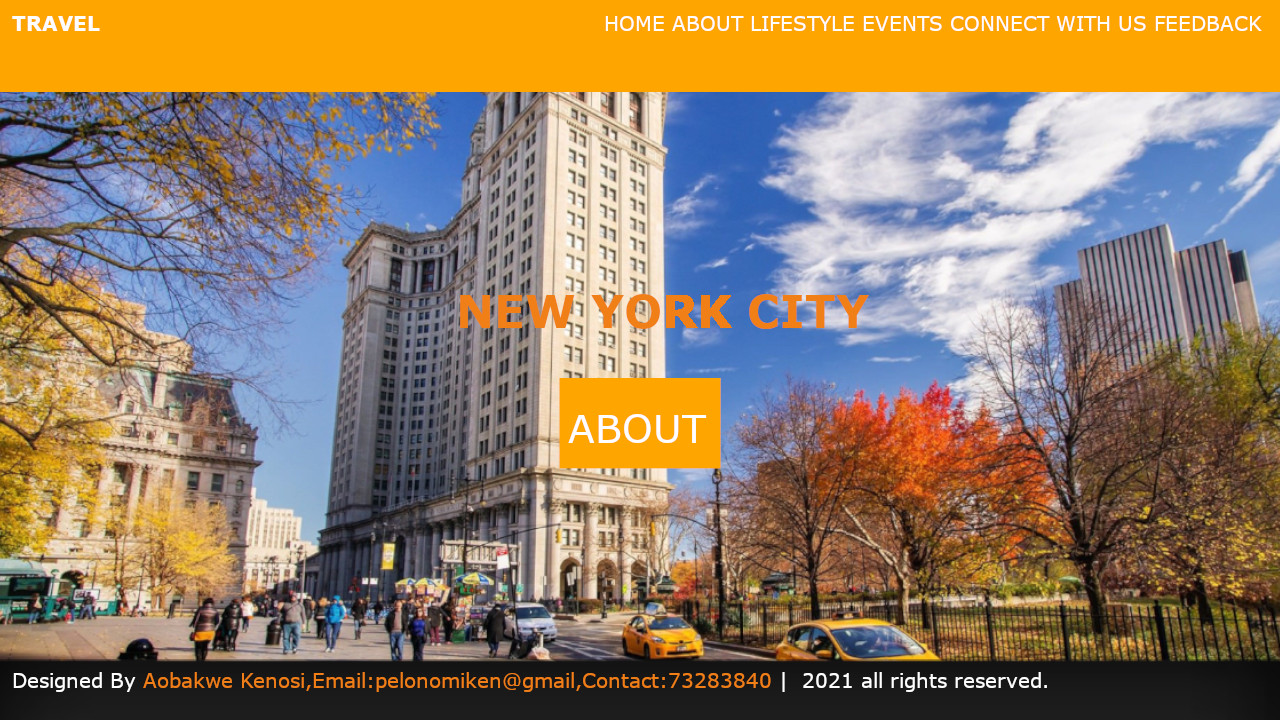 TRAVEL
HOME ABOUT LIFESTYLE EVENTS CONNECT WITH US FEEDBACK
NEW YORK CITY
ABOUT
Designed By Aobakwe Kenosi,Email:pelonomiken@gmail,Contact:73283840 | 2021 all rights reserved.